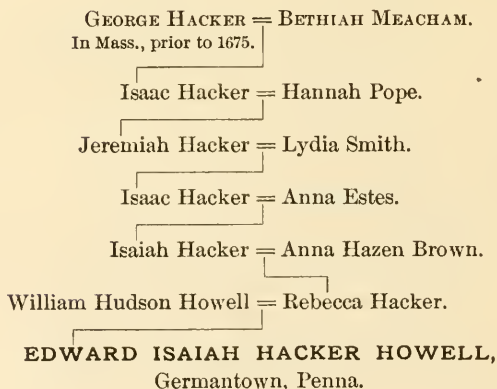 GEORGE HACKER = BETHIAH MEACHAM.
In Mass., prior to 1675.
Isaac Hacker = Hannah Pope.
Jeremiah Hacker = Lydia Smith.
Isaac Hacker = Anna Estes.
Isaiah Hacker = Anna Hazen Brown.
William Hudson Howell = Rebecca Hacker.
EDWARD ISAIAH HACKER HOWELL,
Germantown, Penna.